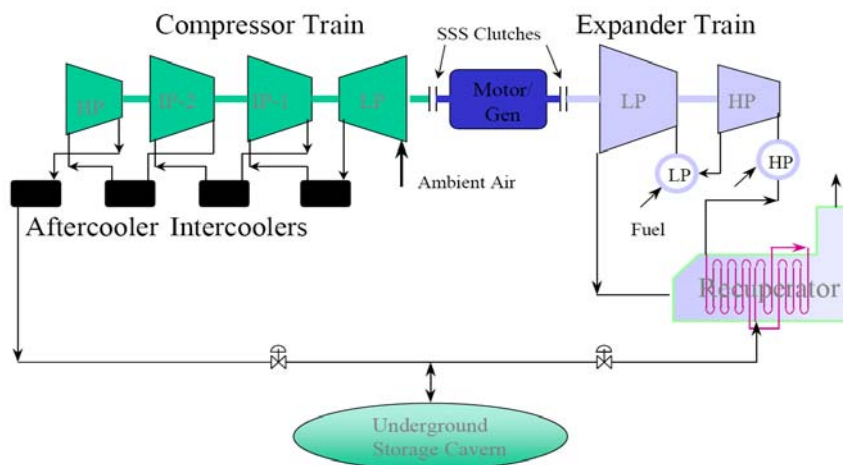 Compressor Train
SSS Clutches
Expander Train
HP
IP-2
IP-1
LP
Motor/
Gen
LP
HP
Ambient Air
LP
HP
Fuel
Aftercooler Intercoolers
Recuperator
Underground
Storage Cavern